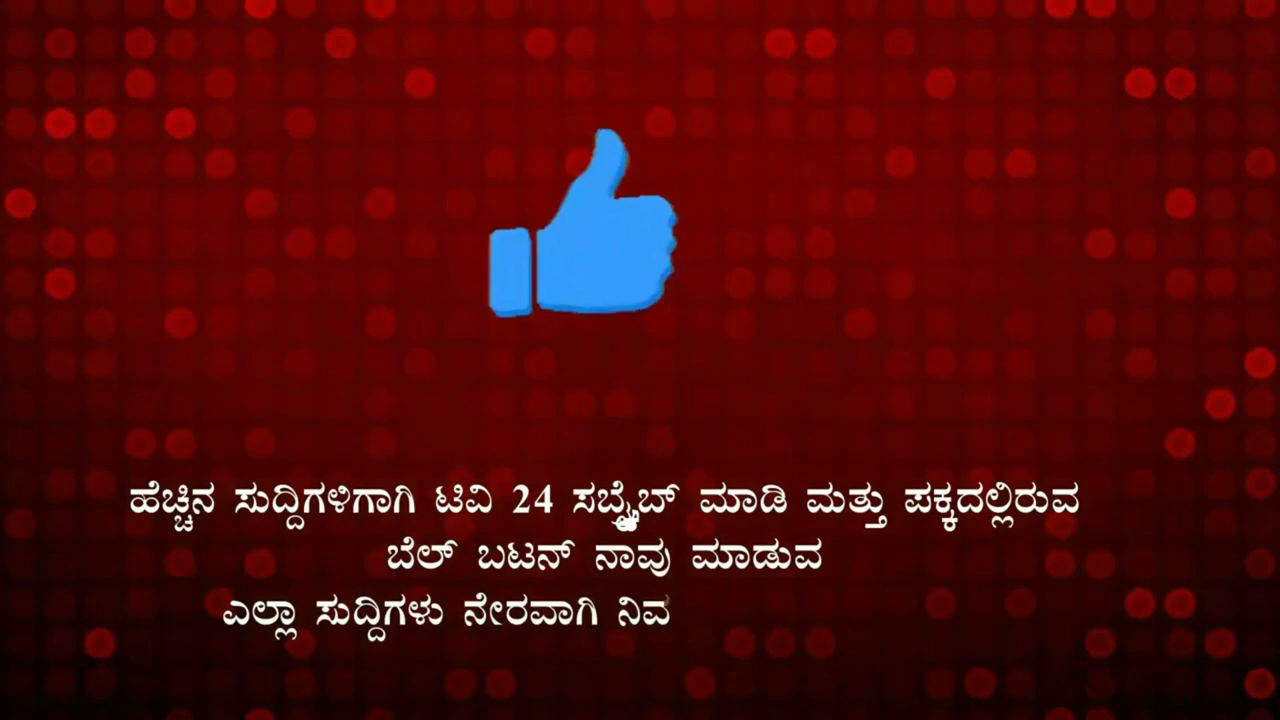 ಹೆಚ್ಚಿನ ಸುದ್ದಿಗಳಿಗಾಗಿ ಟಿವಿ 24 ಸಬ್ಸ್ಕ್ರೈಬ್ ಮಾಡಿ ಮತ್ತು ಪಕ್ಕದಲ್ಲಿರುವ
ಬೆಲ್ ಬಟನ್ ನಾವು ಮಾಡುವ
ಎಲ್ಲಾ ಸುದ್ದಿಗಳು ನೇರವಾಗಿ ನಿವ